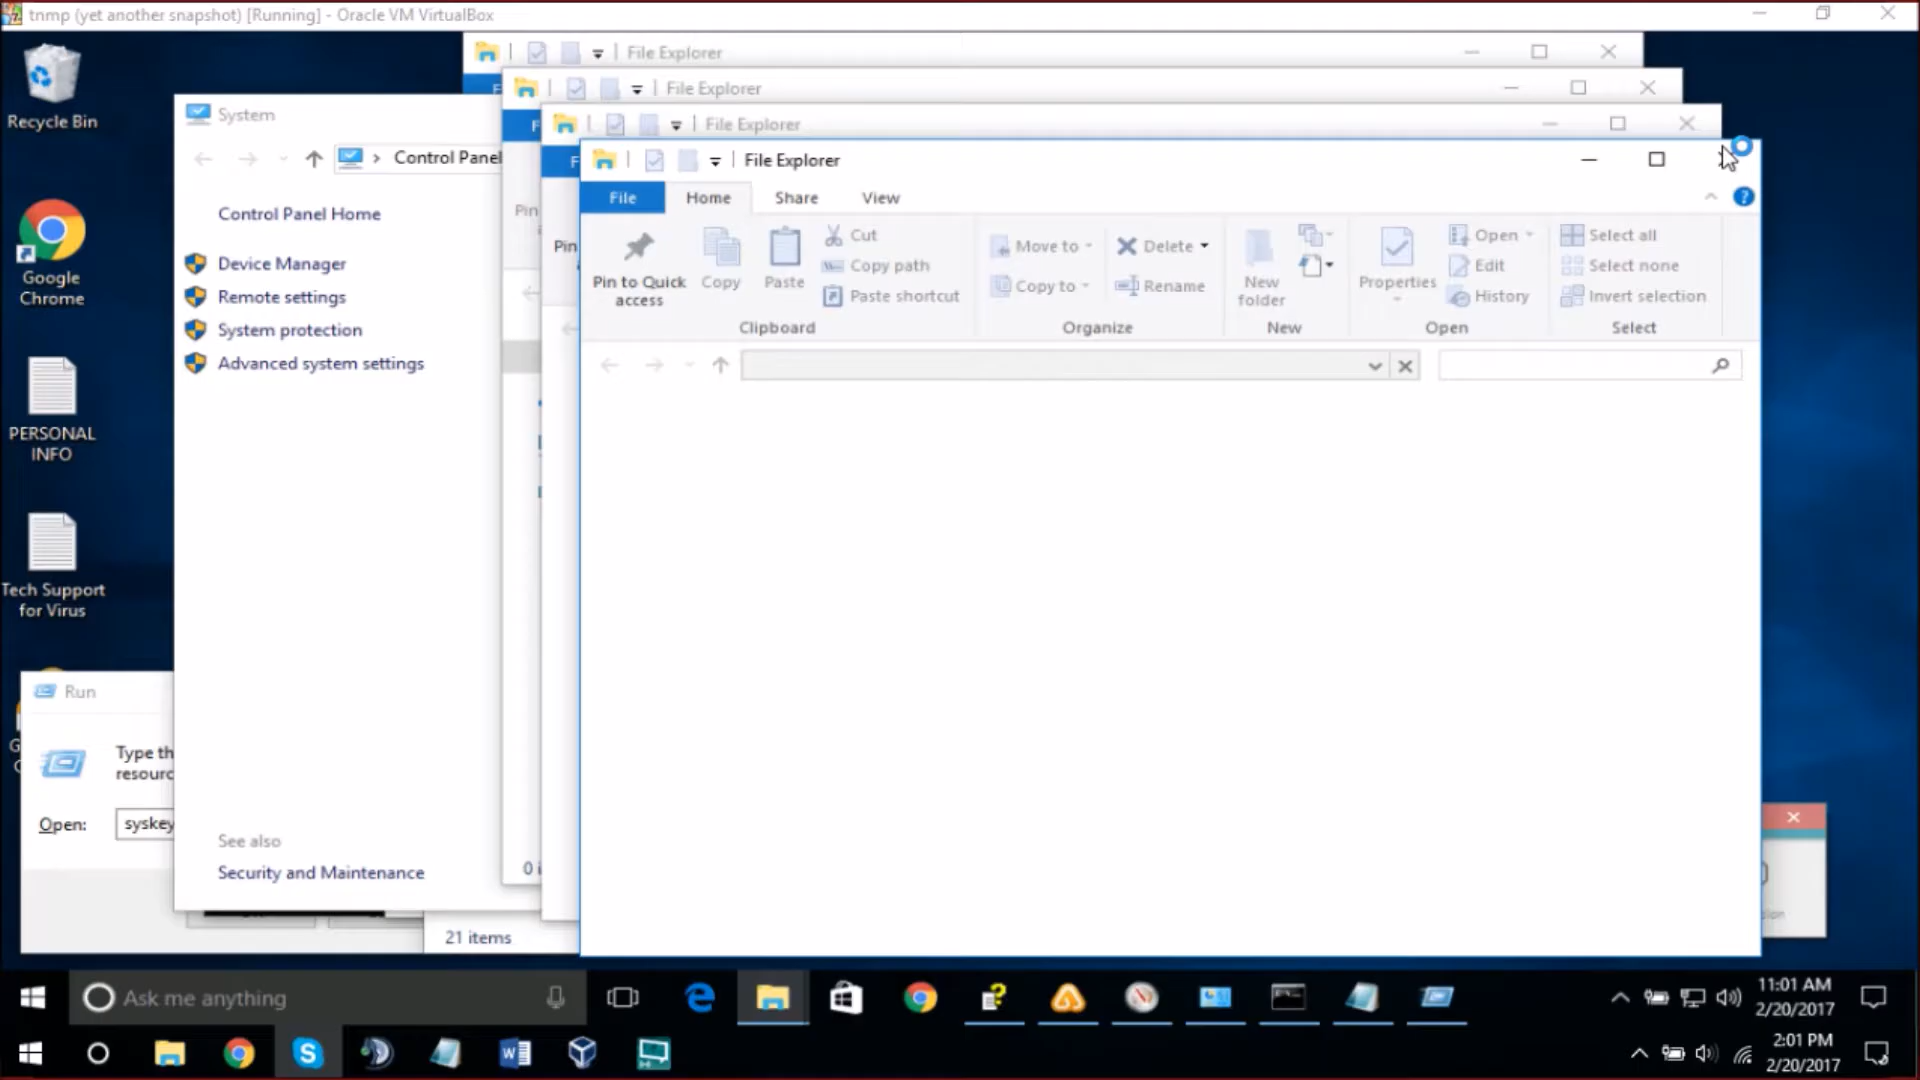 tnmp (yet another snapshot) [Running] - Oracle VM VirtualBox
File Explorer
File Explorer
File Explorer
File Explorer
Recycle Bin
Google
Chrome
PERSONAL
INFO
Tech Support
for Virus
System
Control Panel
Control Panel Home
Device Manager
Remote settings
System protection
Advanced system settings
See also
Security and Maintenance
Run
Type th
resourc
Open:
syskey
21 items
0 i
F
F
F
Pin
Pin
File
Home
Share
View
Pin to Quick
access
Copy
Paste
Cut
Copy path
Paste shortcut
Clipboard
Move to
Copy to
Delete
Rename
Organize
New
folder
New
Properties
Open
Edit
History
Open
Select all
Select none
Invert selection
Select
Ask me anything
11:01 AM
2/20/2017
2:01 PM
2/20/2017